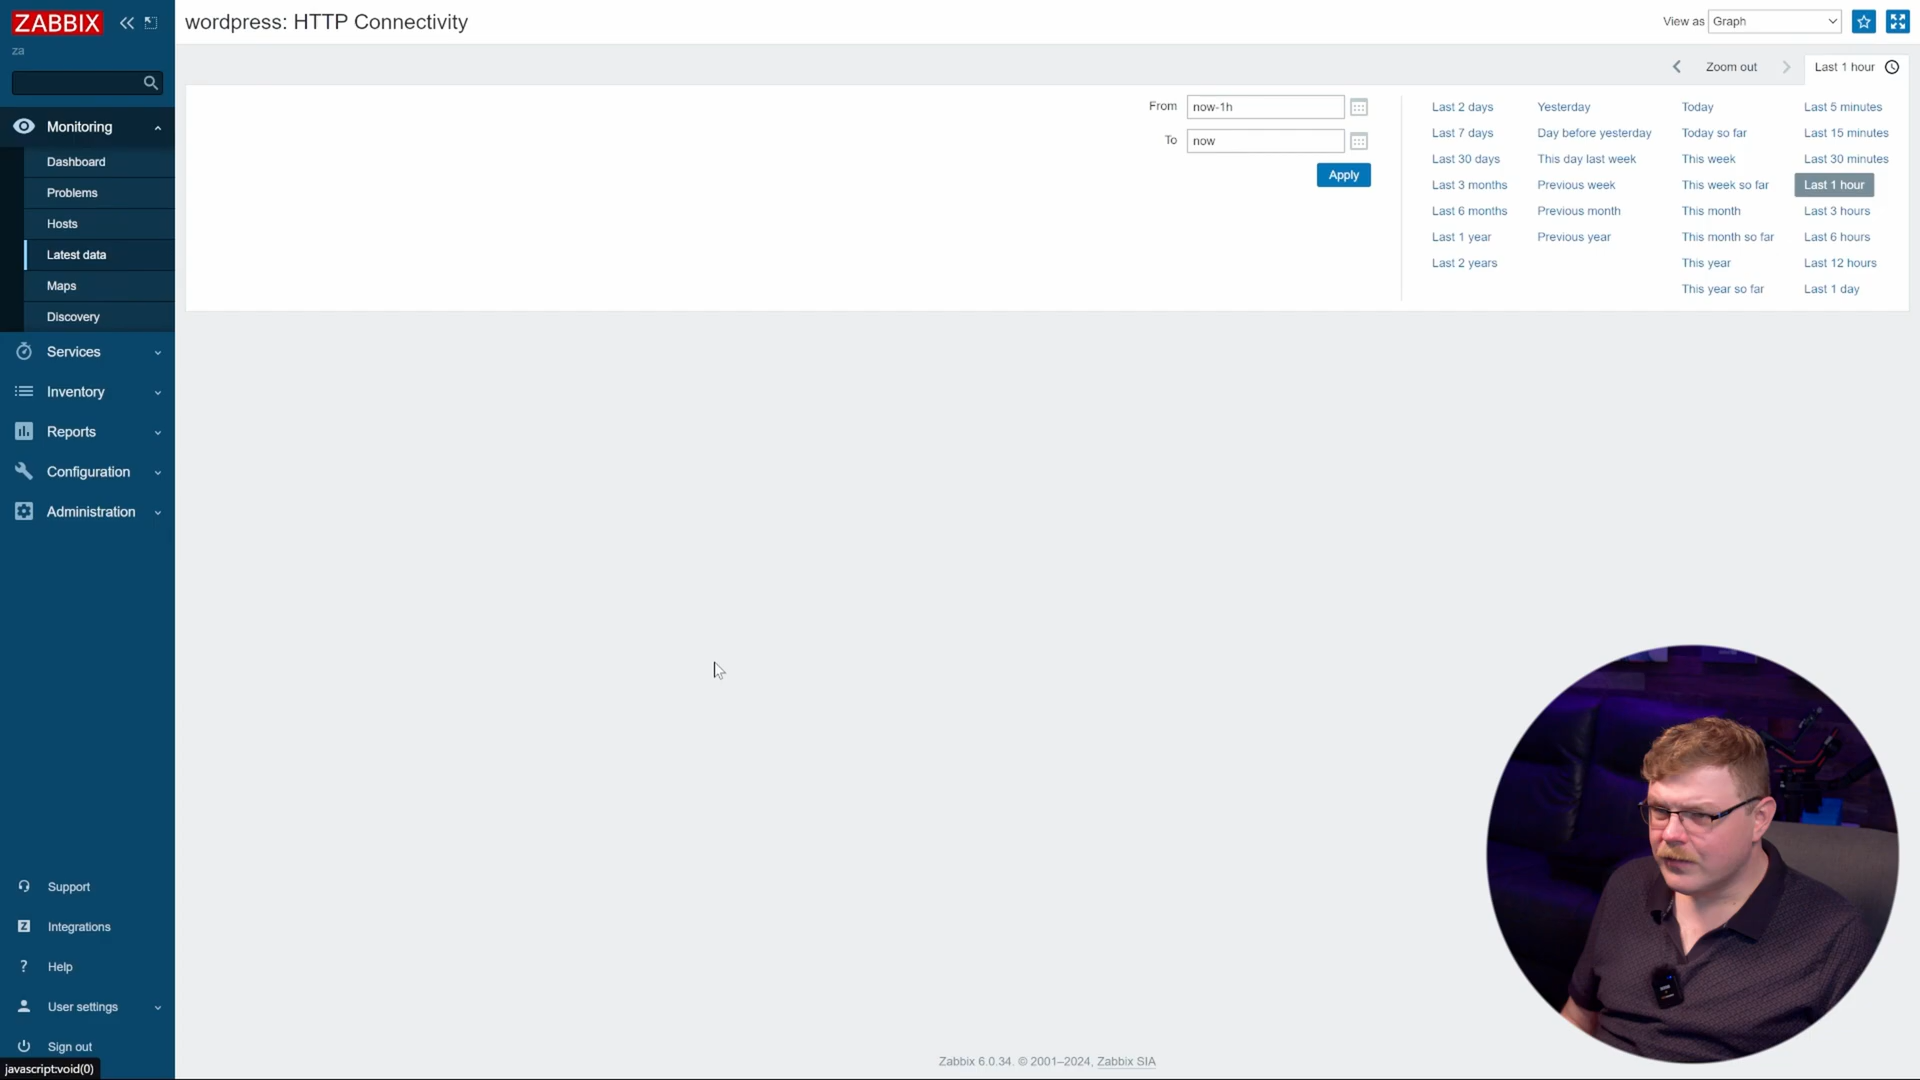 ZABBIX
za
Monitoring
Dashboard
Problems
Hosts
Latest data
Maps
Discovery
Services
Inventory
Reports
Configuration
Administration
Support
Integrations
Help
User settings
Sign out
javascript:void(0)
wordpress: HTTP Connectivity
View as Graph
Zoom out
Last 1 hour
From now-1h
To now
Apply
Last 2 days Yesterday Today Last 5 minutes
Last 7 days Day before yesterday Today so far Last 15 minutes
Last 30 days This day last week This week Last 30 minutes
Last 3 months Previous week This week so far Last 1 hour
Last 6 months Previous month This month Last 3 hours
Last 1 year Previous year This month so far Last 6 hours
Last 2 years This year Last 12 hours
This year so far Last 1 day
Zabbix 6.0.34. © 2001–2024, Zabbix SIA